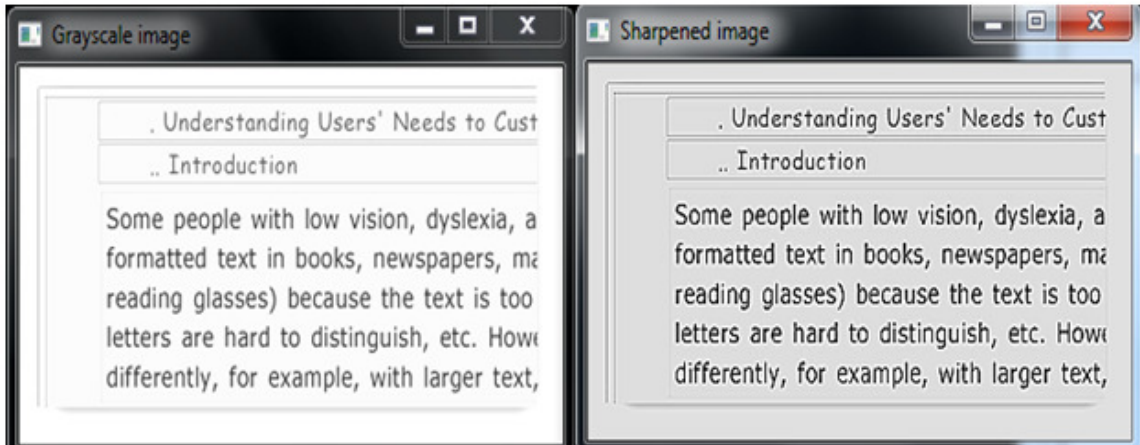 Grayscale image
. Understanding Users' Needs to Cust
.. Introduction
Some people with low vision, dyslexia, a
formatted text in books, newspapers, ma
reading glasses) because the text is too
letters are hard to distinguish, etc. Howe
differently, for example, with larger text,
Sharpened image
. Understanding Users' Needs to Cust
.. Introduction
Some people with low vision, dyslexia, a
formatted text in books, newspapers, ma
reading glasses) because the text is too
letters are hard to distinguish, etc. Howe
differently, for example, with larger text,